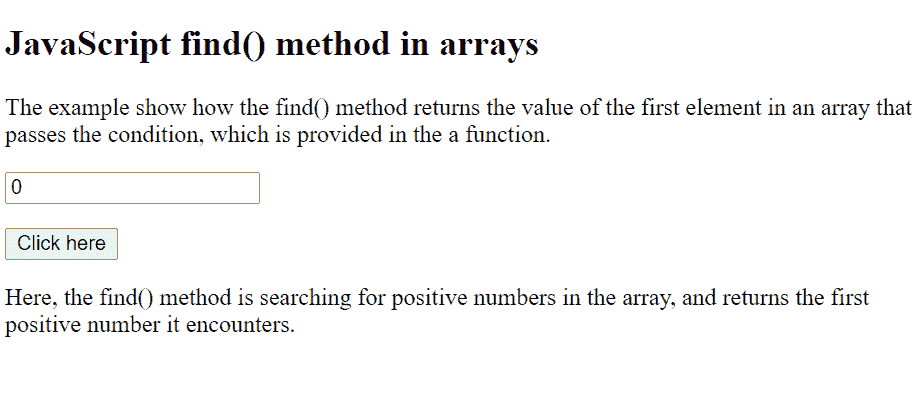 JavaScript find() method in arrays
The example show how the find() method returns the value of the first element in an array that
passes the condition, which is provided in the a function.
0
Click here
Here, the find() method is searching for positive numbers in the array, and returns the first
positive number it encounters.